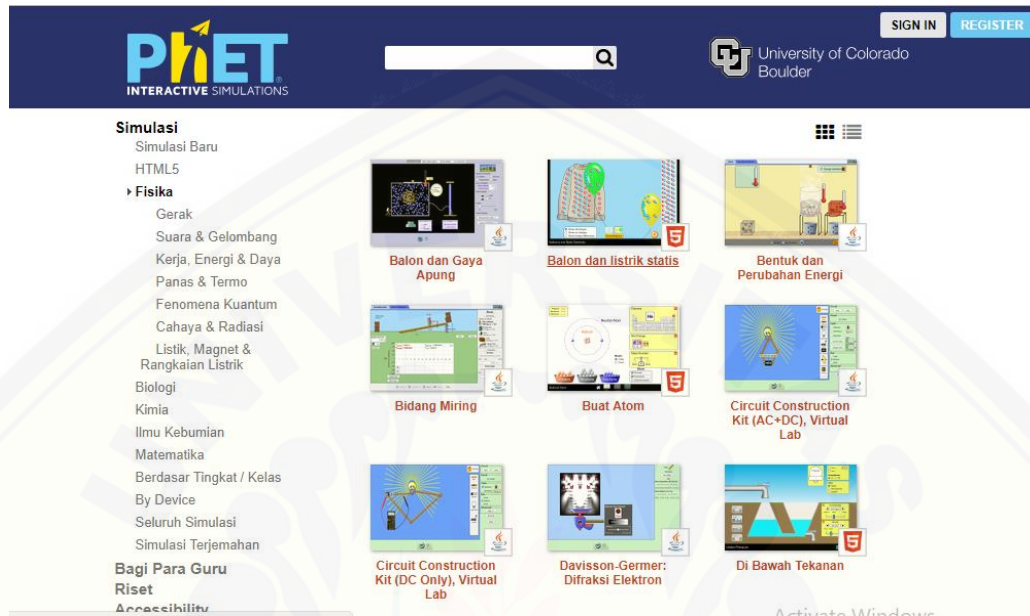 SIGN IN REGISTER
PhET
INTERACTIVE SIMULATIONS
University of Colorado
Boulder
Simulasi
Simulasi Baru
HTML5
Fisika
Gerak
Suara & Gelombang
Kerja, Energi & Daya
Panas & Termo
Fenomena Kuantum
Cahaya & Radiasi
Listik, Magnet &
Rangkaian Listrik
Biologi
Kimia
Ilmu Kebumian
Matematika
Berdasar Tingkat / Kelas
By Device
Seluruh Simulasi
Simulasi Terjemahan
Bagi Para Guru
Riset
Accessibility
Balon dan Gaya
Apung
Balon dan listrik statis
Bentuk dan
Perubahan Energi
Bidang Miring
Buat Atom
Circuit Construction
Kit (AC+DC), Virtual
Lab
Circuit Construction
Kit (DC Only), Virtual
Lab
Davisson-Germer:
Difraksi Elektron
Di Bawah Tekanan
Activate Windows